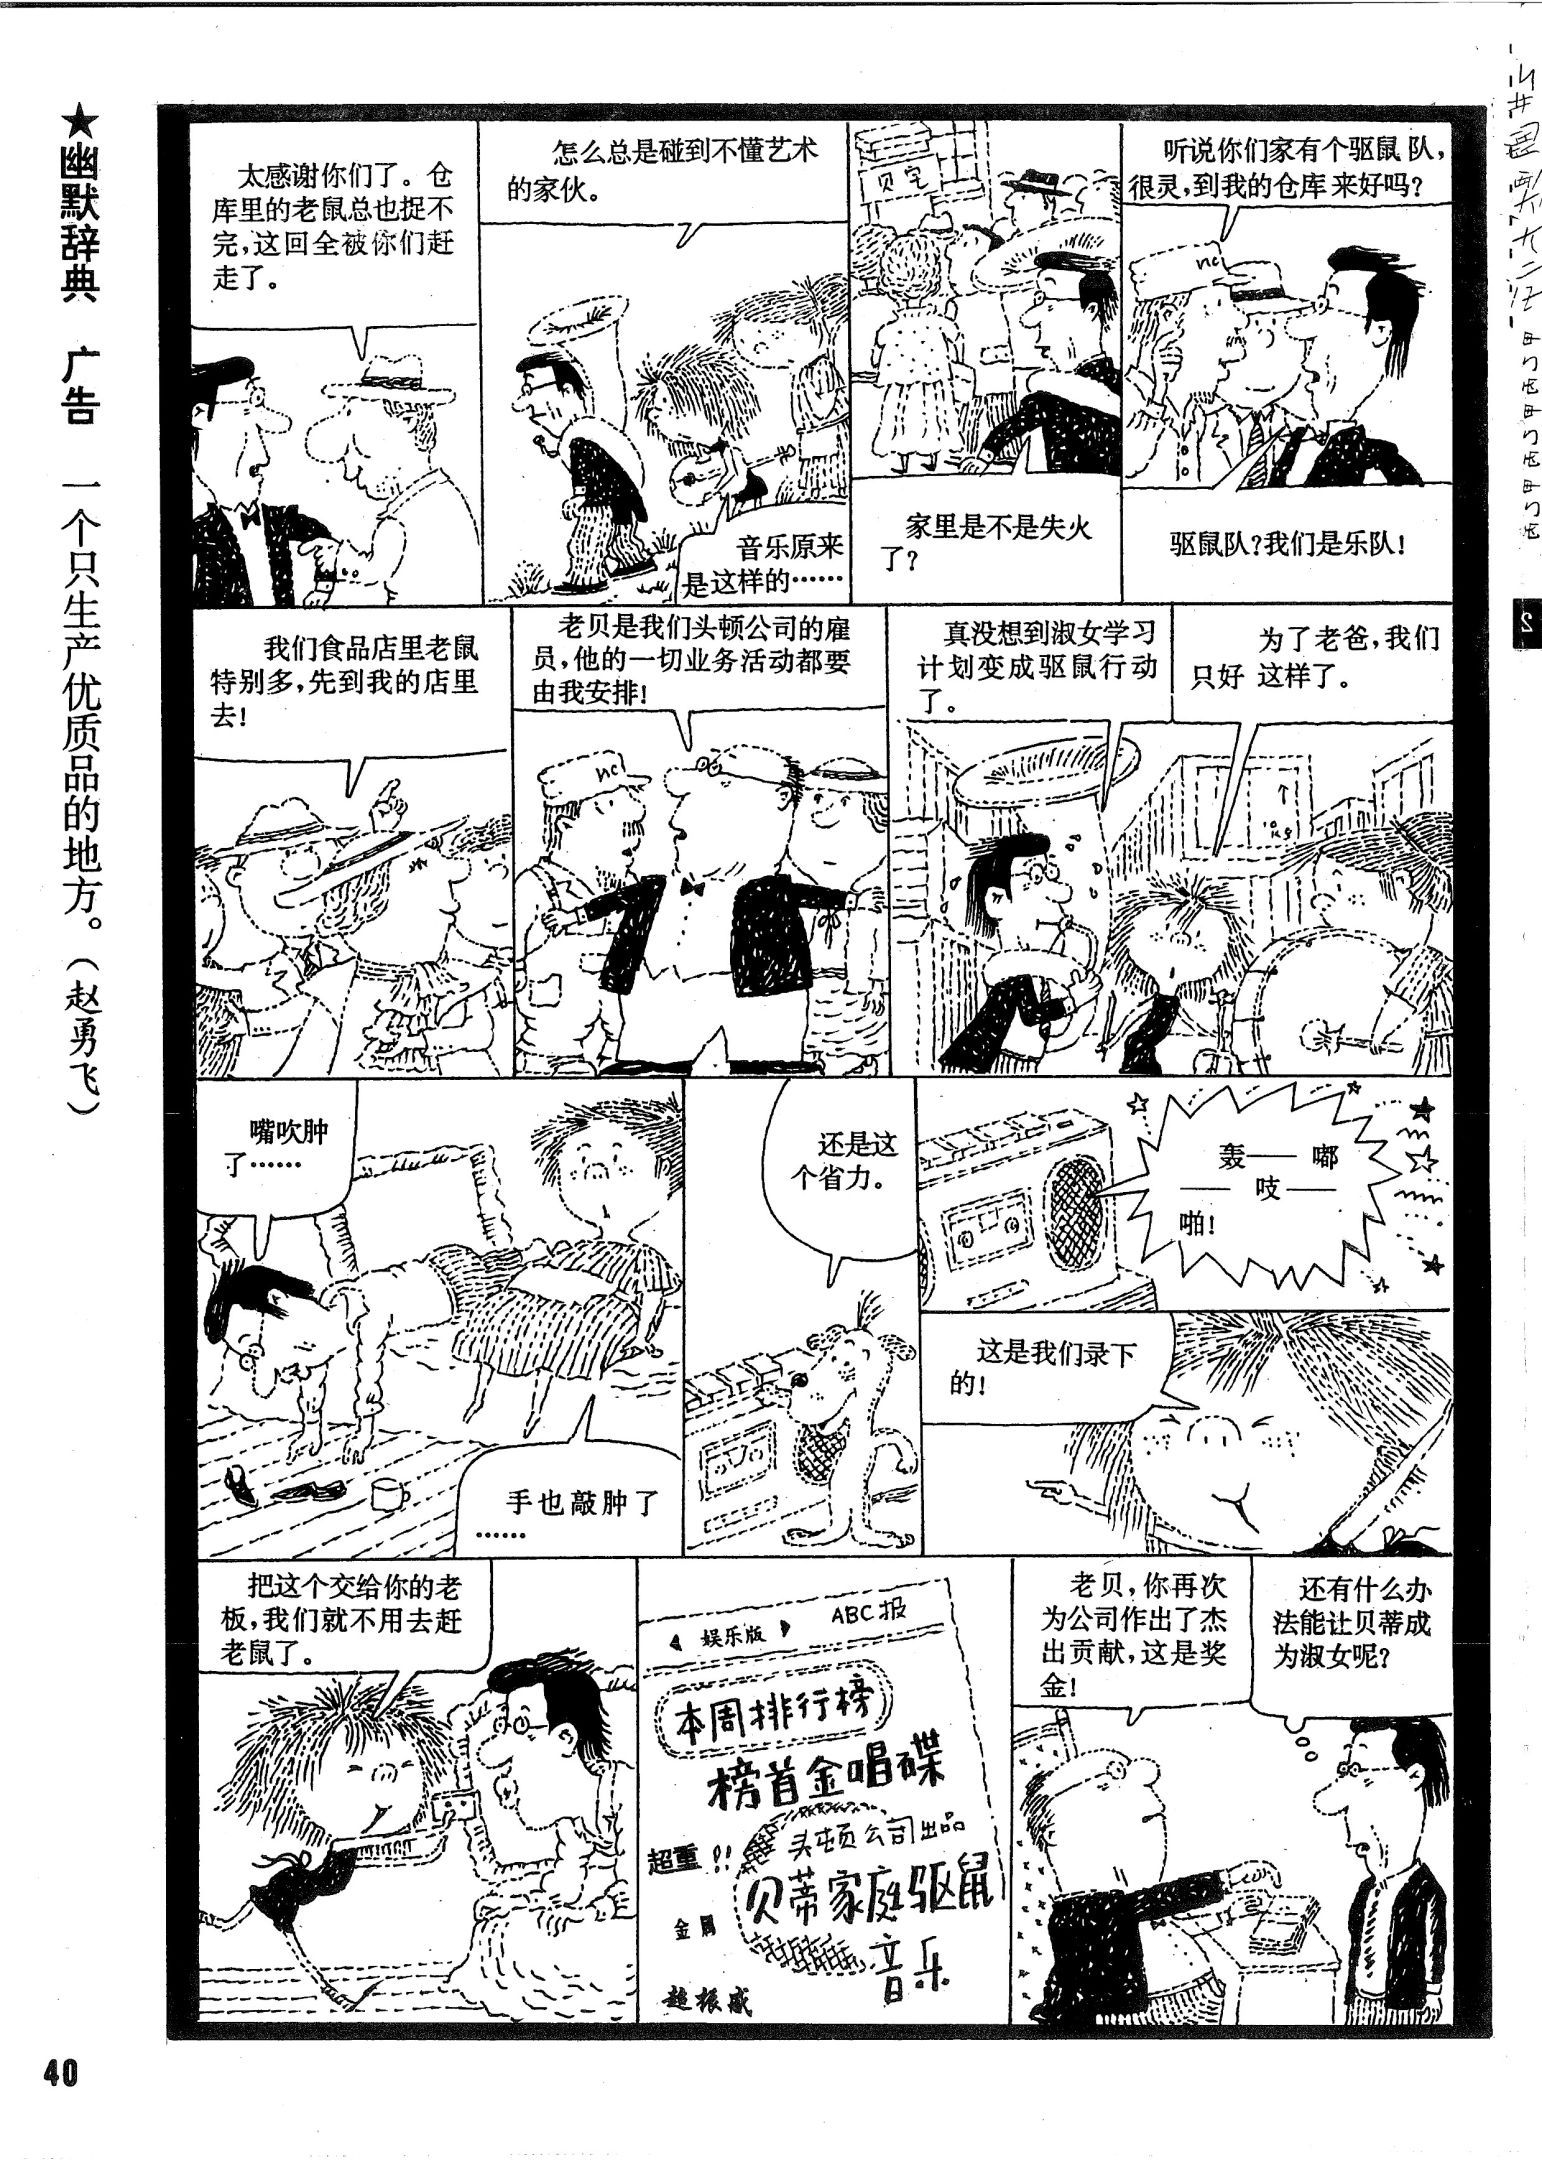 ★幽默辞典 广告 一个只生产优质品的地方。（赵勇飞）
太感谢你们了。仓
库里的老鼠总也捉不
完,这回全被你们赶
走了。
怎么总是碰到不懂艺术
的家伙。
音乐原来
是这样的……
贝宅
家里是不是失火
了?
听说你们家有个驱鼠队,
很灵,到我的仓库来好吗?
nc
驱鼠队?我们是乐队!
我们食品店里老鼠
特别多,先到我的店里
去!
老贝是我们头顿公司的雇
员,他的一切业务活动都要
由我安排!
nc
真没想到淑女学习
计划变成驱鼠行动
了。
为了老爸,我们
只好这样了。
嘴吹肿
了……
手也敲肿了
……
还是这
个省力。
轰—— 嘟
—— 吱——
啪!
这是我们录下
的!
把这个交给你的老
板,我们就不用去赶
老鼠了。
娱乐版 ABC报
本周排行榜
榜首金唱碟
头顿公司出品
超重!!
贝蒂家庭驱鼠
金属
音乐
超振威
老贝,你再次
为公司作出了杰
出贡献,这是奖
金!
还有什么办
法能让贝蒂成
为淑女呢?
40